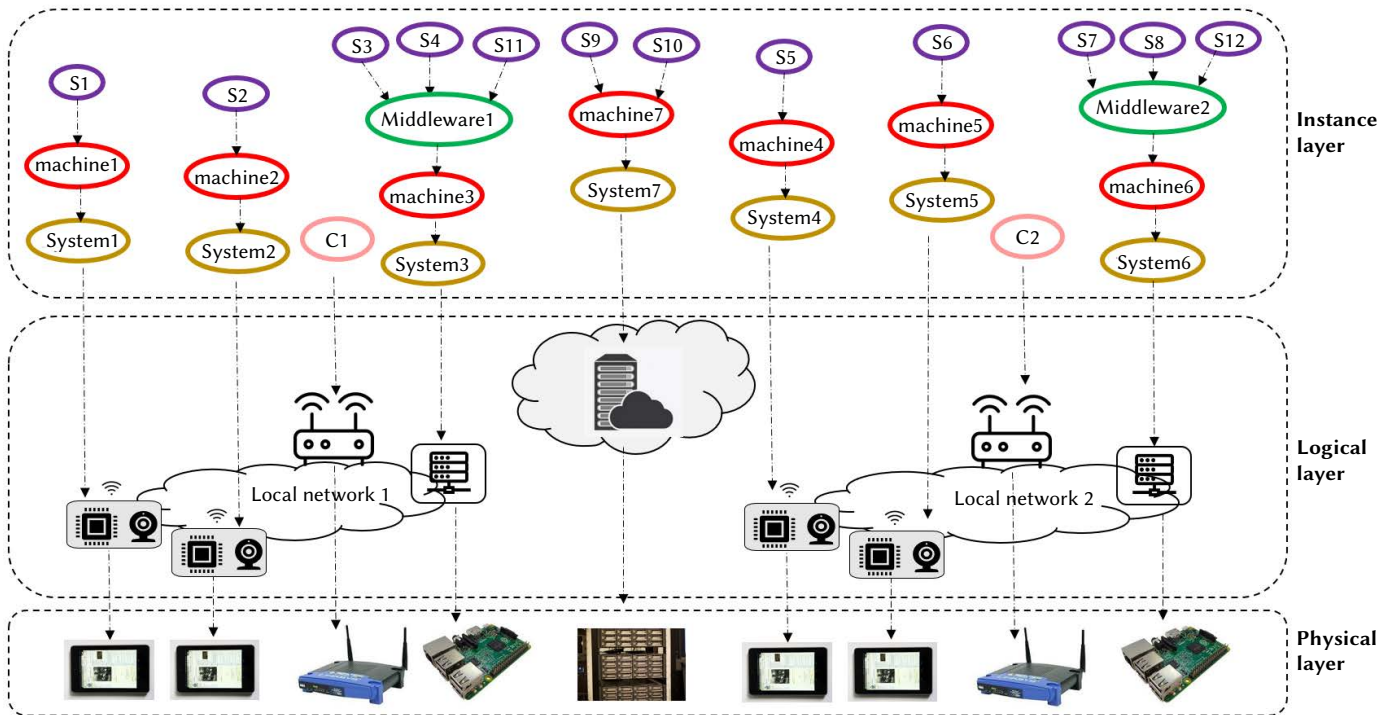 S3
S4
S11
S9
S10
S5
S6
S7
S8
S12
S1
S2
Middleware1
machine7
machine4
machine5
Middleware2
Instance
layer
machine1
machine2
machine3
System7
System4
System5
machine6
System1
System2
C1
System3
C2
System6
Local network 1
Local network 2
Logical
layer
Physical
layer